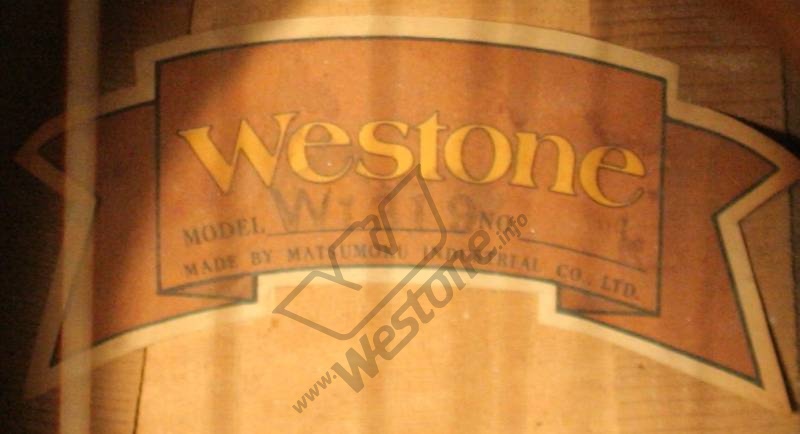 Westone
MODEL NO.
MADE BY MATSUMOKU INDUSTRIAL CO., LTD.
www.Westone.info